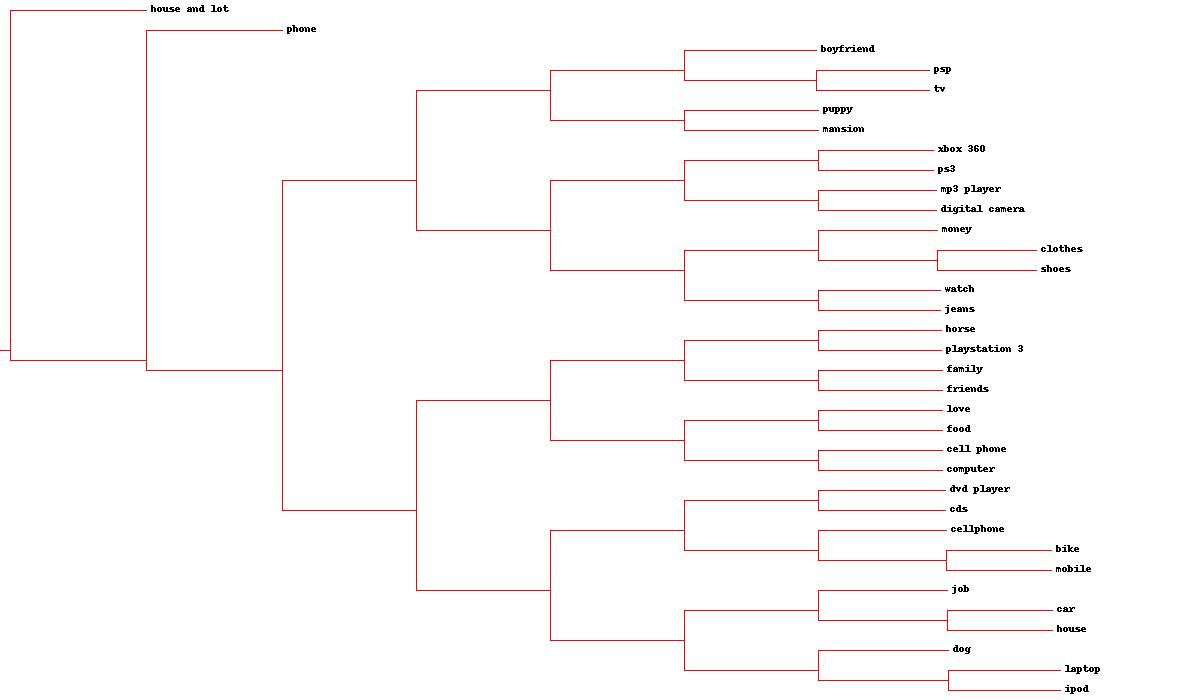 house and lot
phone
boyfriend
psp
tv
puppy
mansion
xbox 360
ps3
mp3 player
digital camera
money
clothes
shoes
watch
jeans
horse
playstation 3
family
friends
love
food
cell phone
computer
dvd player
cds
cellphone
bike
mobile
job
car
house
dog
laptop
ipod